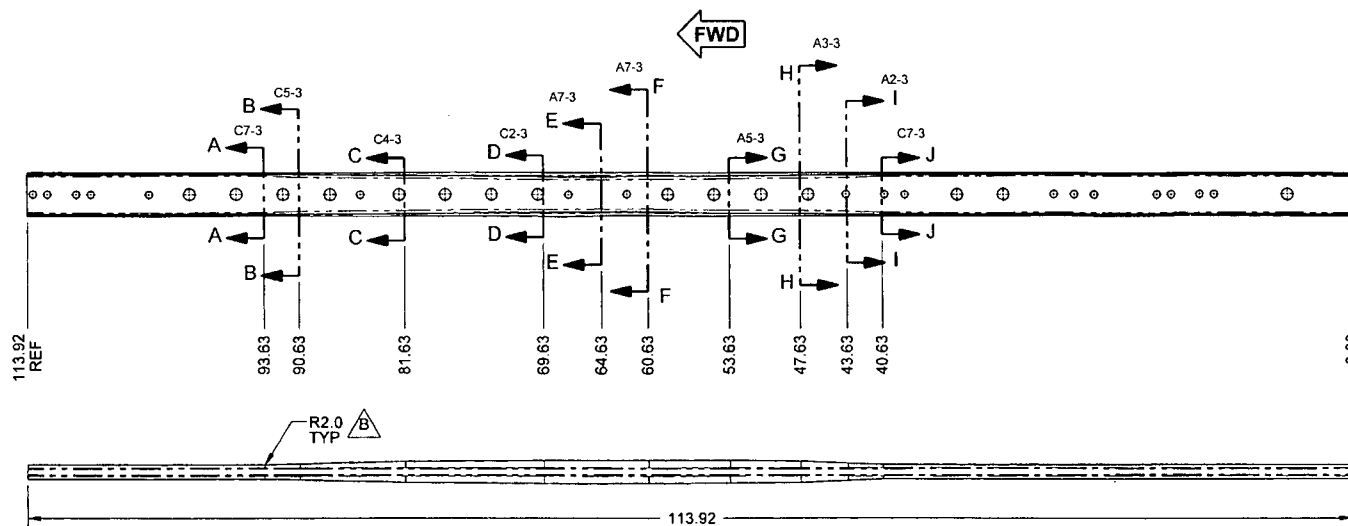 FWD
A3-3
H
A7-3
F
A2-3
I
A7-3
C5-3
B
E
C7-3
A
C4-3
C
C2-3
D
A5-3
G
C7-3
J
A
C
D
G
J
B
E
I
H
F
113.92
REF
93.63
90.63
81.63
69.63
64.63
60.63
53.63
47.63
43.63
40.63
R2.0
TYP
B
113.92